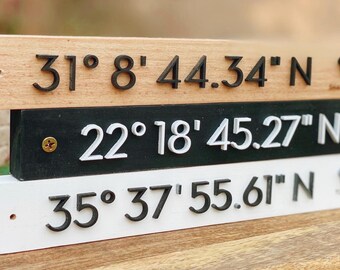 31° 8' 44.34" N
22° 18' 45.27" N
35° 37' 55.61" N